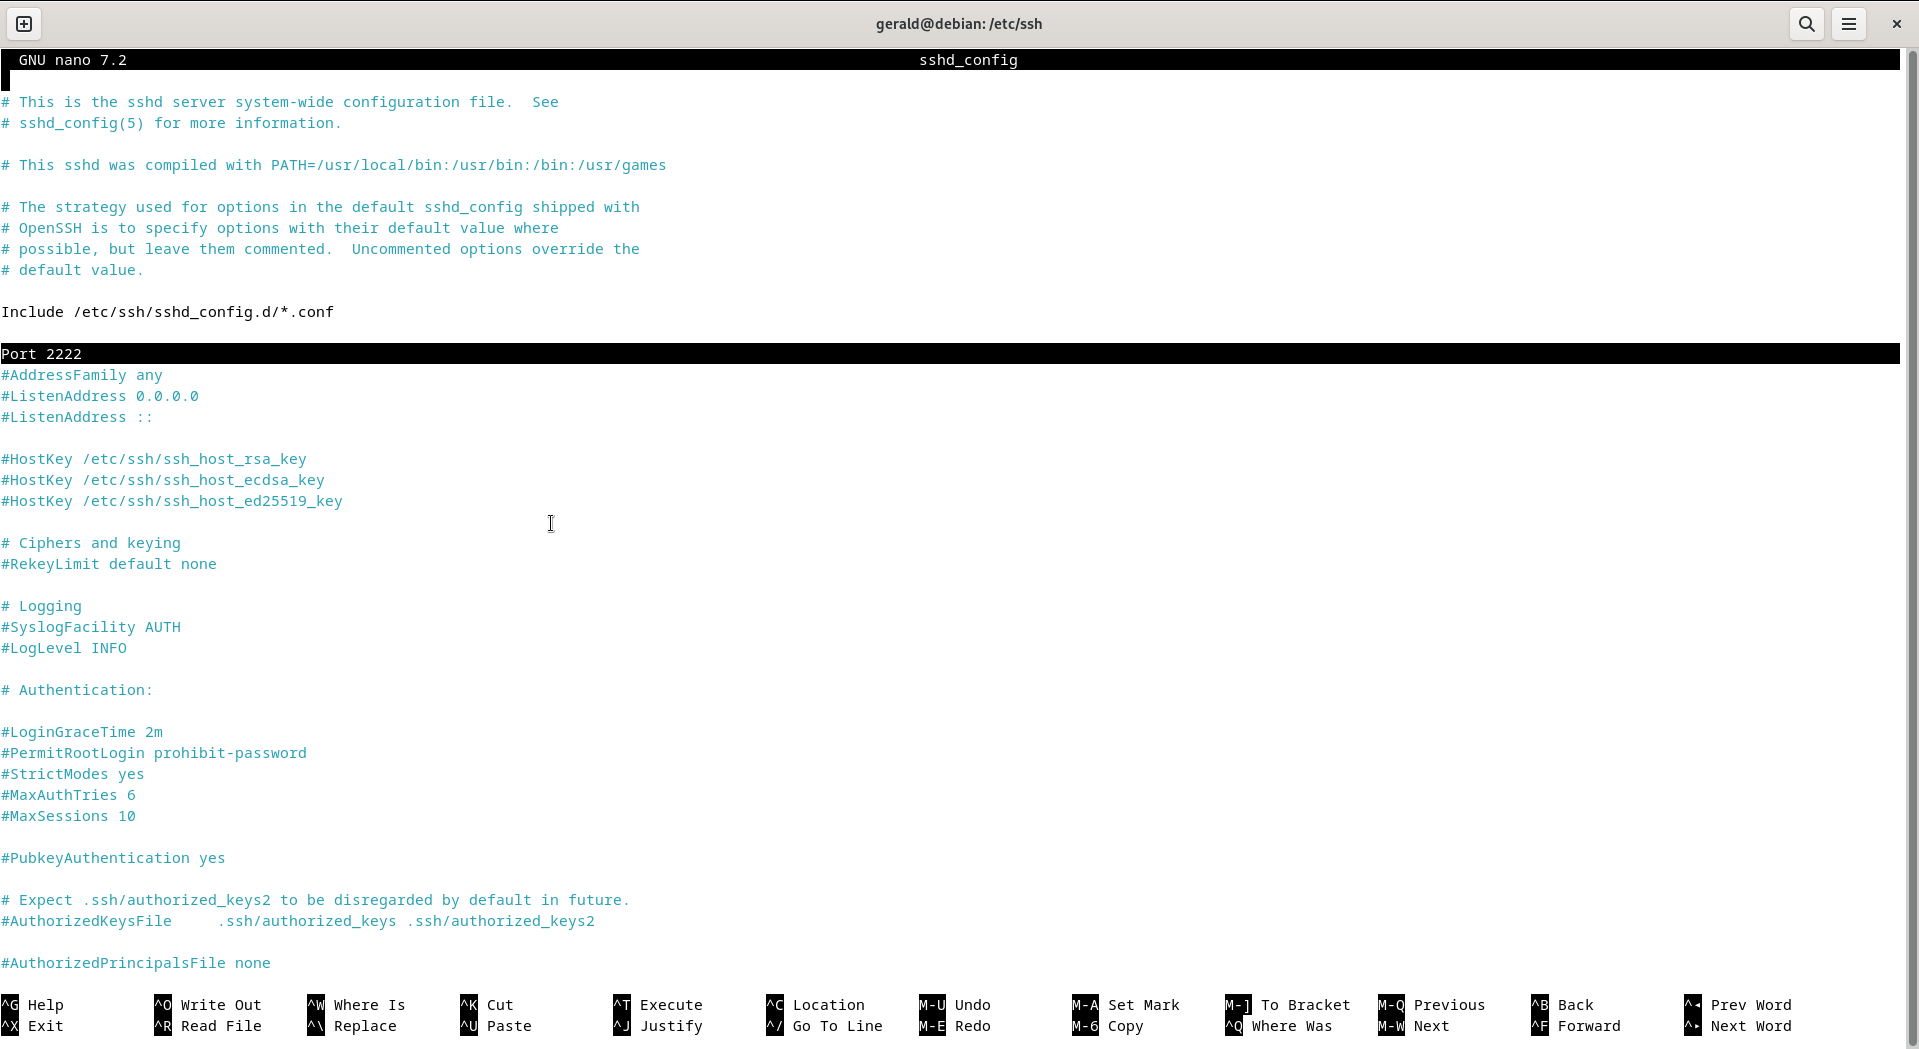 gerald@debian: /etc/ssh
GNU nano 7.2 sshd_config
# This is the sshd server system-wide configuration file.  See
# sshd_config(5) for more information.
# This sshd was compiled with PATH=/usr/local/bin:/usr/bin:/bin:/usr/games
# The strategy used for options in the default sshd_config shipped with
# OpenSSH is to specify options with their default value where
# possible, but leave them commented.  Uncommented options override the
# default value.
Include /etc/ssh/sshd_config.d/*.conf
Port 2222
#AddressFamily any
#ListenAddress 0.0.0.0
#ListenAddress ::
#HostKey /etc/ssh/ssh_host_rsa_key
#HostKey /etc/ssh/ssh_host_ecdsa_key
#HostKey /etc/ssh/ssh_host_ed25519_key
# Ciphers and keying
#RekeyLimit default none
# Logging
#SyslogFacility AUTH
#LogLevel INFO
# Authentication:
#LoginGraceTime 2m
#PermitRootLogin prohibit-password
#StrictModes yes
#MaxAuthTries 6
#MaxSessions 10
#PubkeyAuthentication yes
# Expect .ssh/authorized_keys2 to be disregarded by default in future.
#AuthorizedKeysFile     .ssh/authorized_keys .ssh/authorized_keys2
#AuthorizedPrincipalsFile none
^G Help ^O Write Out ^W Where Is ^K Cut ^T Execute ^C Location M-U Undo M-A Set Mark M-] To Bracket M-Q Previous ^B Back ^◂ Prev Word
^X Exit ^R Read File ^\ Replace ^U Paste ^J Justify ^/ Go To Line M-E Redo M-6 Copy ^Q Where Was M-W Next ^F Forward ^▸ Next Word